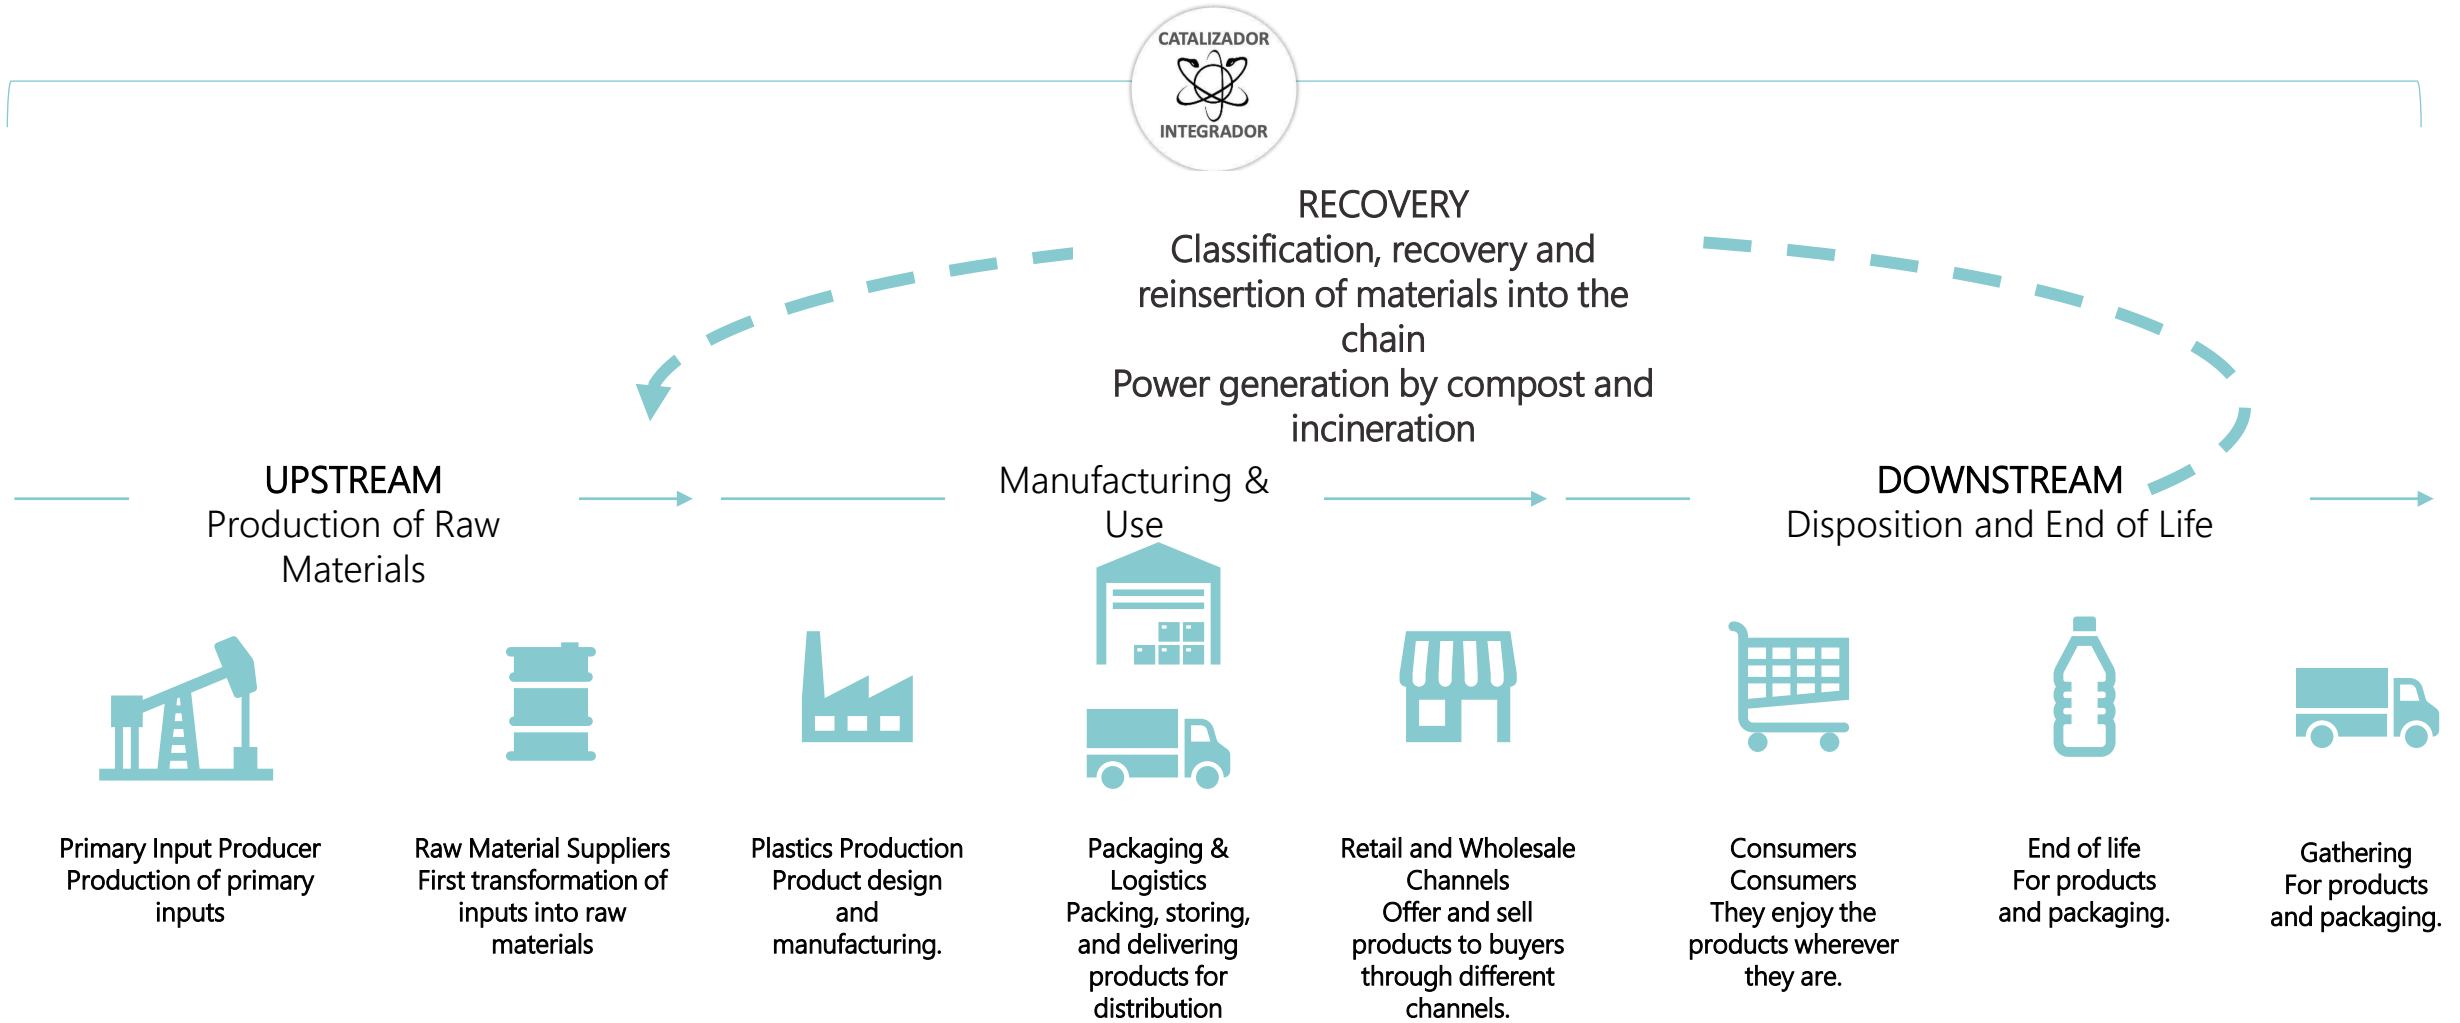 CATALIZADOR
INTEGRADOR
RECOVERY
Classification, recovery and
reinsertion of materials into the
chain
Power generation by compost and
incineration
UPSTREAM
Production of Raw
Materials
Manufacturing &
Use
DOWNSTREAM
Disposition and End of Life
Primary Input Producer
Production of primary
inputs
Raw Material Suppliers
First transformation of
inputs into raw
materials
Plastics Production
Product design
and
manufacturing.
Packaging &
Logistics
Packing, storing,
and delivering
products for
distribution
Retail and Wholesale
Channels
Offer and sell
products to buyers
through different
channels.
Consumers
Consumers
They enjoy the
products wherever
they are.
End of life
For products
and packaging.
Gathering
For products
and packaging.